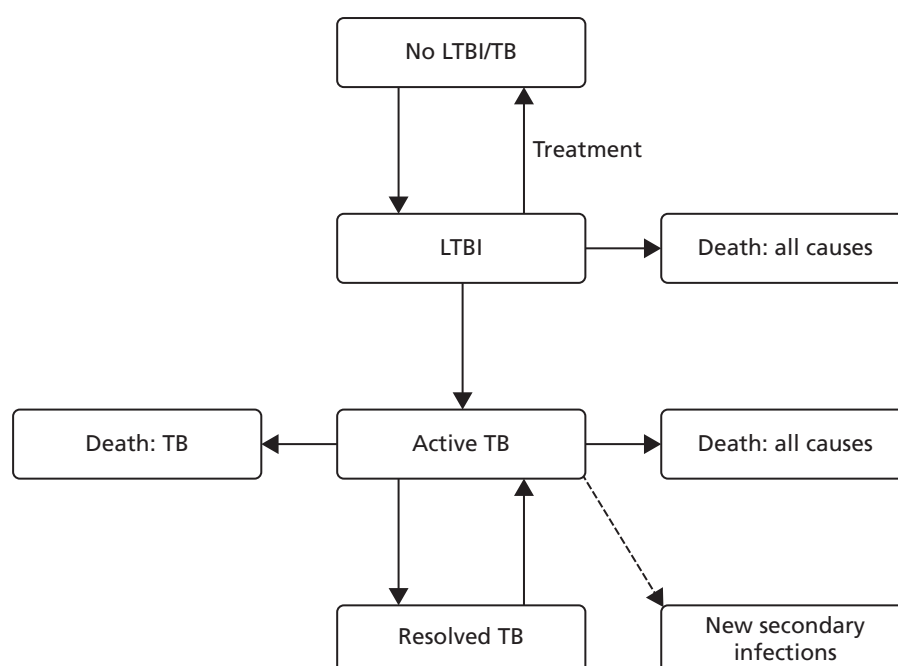 No LTBI/TB
Treatment
LTBI
Death: all causes
Death: TB
Active TB
Death: all causes
Resolved TB
New secondary
infections